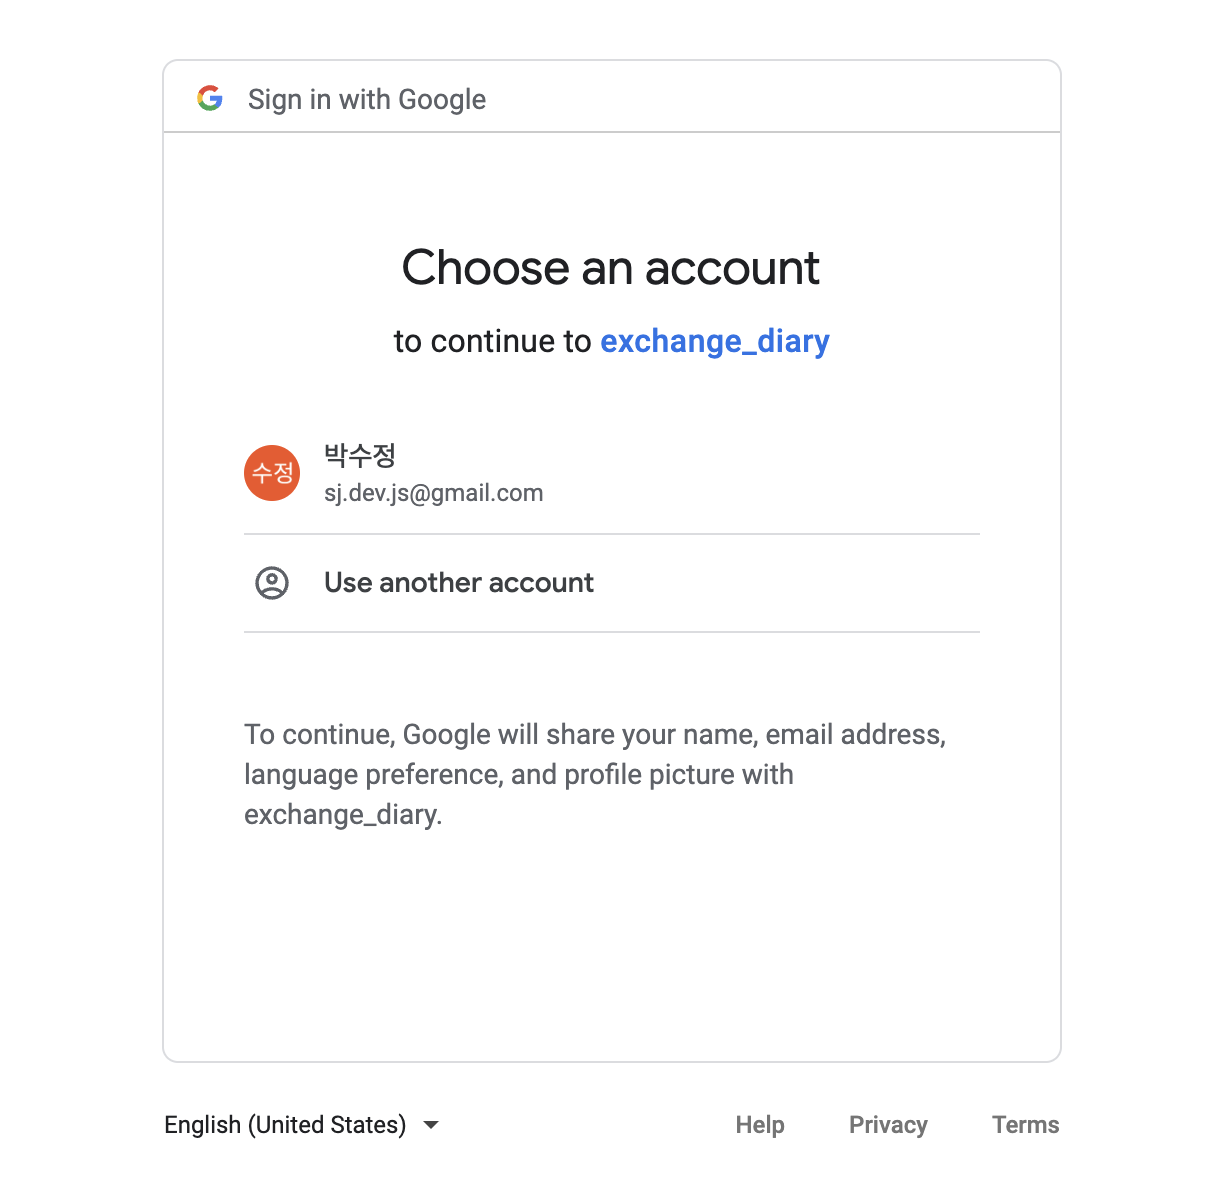 Sign in with Google
Choose an account
to continue to exchange_diary
수정
박수정
sj.dev.js@gmail.com
Use another account
To continue, Google will share your name, email address,
language preference, and profile picture with
exchange_diary.
English (United States)
Help
Privacy
Terms